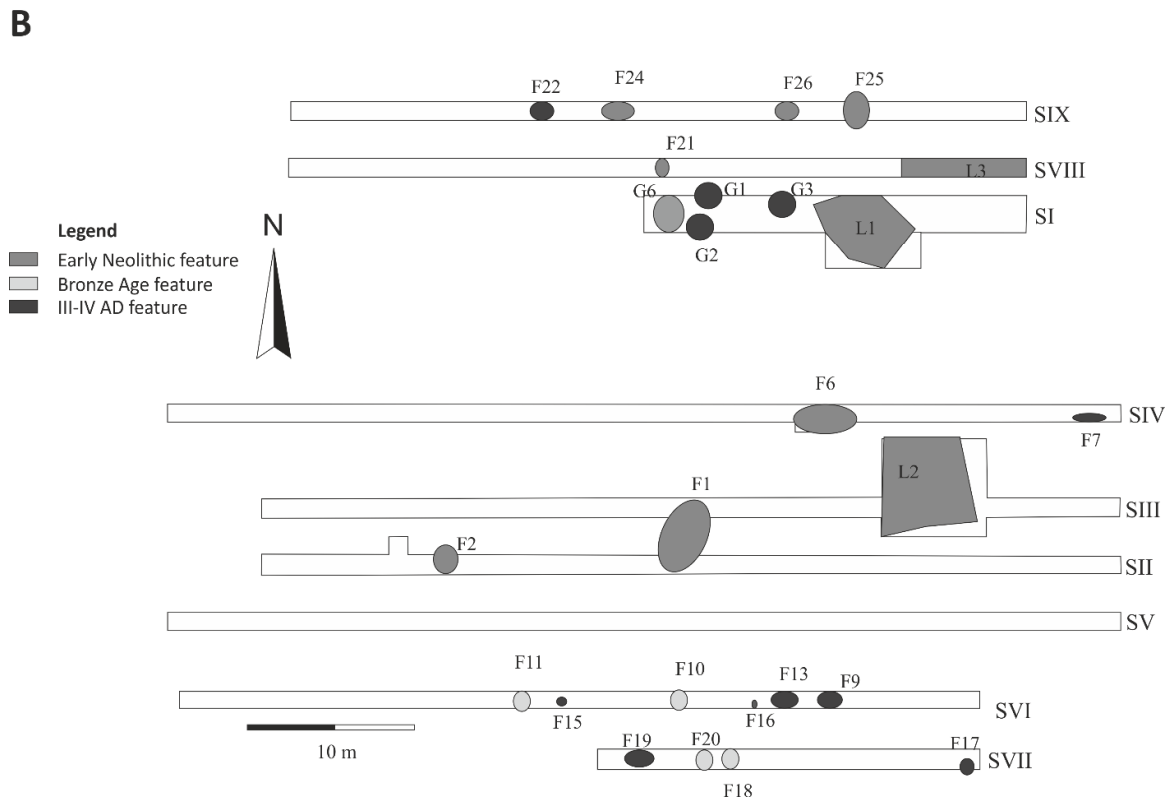 B
F22 F24 F26 F25
SIX
F21
L3 SVIII
G6 G1 G3
L1 SI
G2
N
Legend
Early Neolithic feature
Bronze Age feature
III-IV AD feature
F6
SIV
F7
L2
F1
SIII
F2
SII
SV
F11 F10 F13 F9
SVI
F15 F16
10 m
F19 F20 F17
SVII
F18